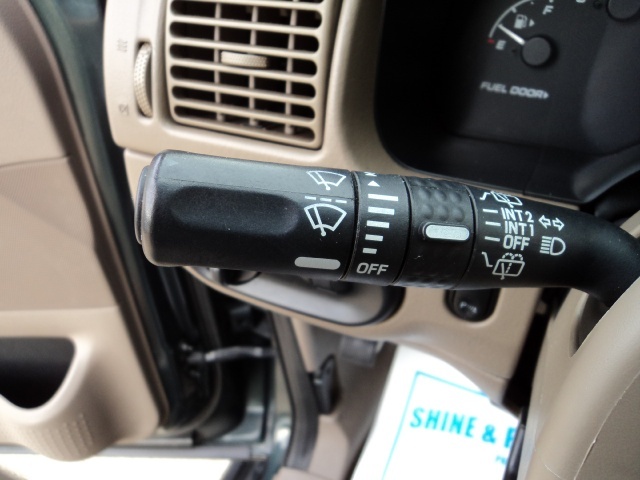 F
E
FUEL DOOR
INT 2
INT 1
OFF
OFF
SHINE &